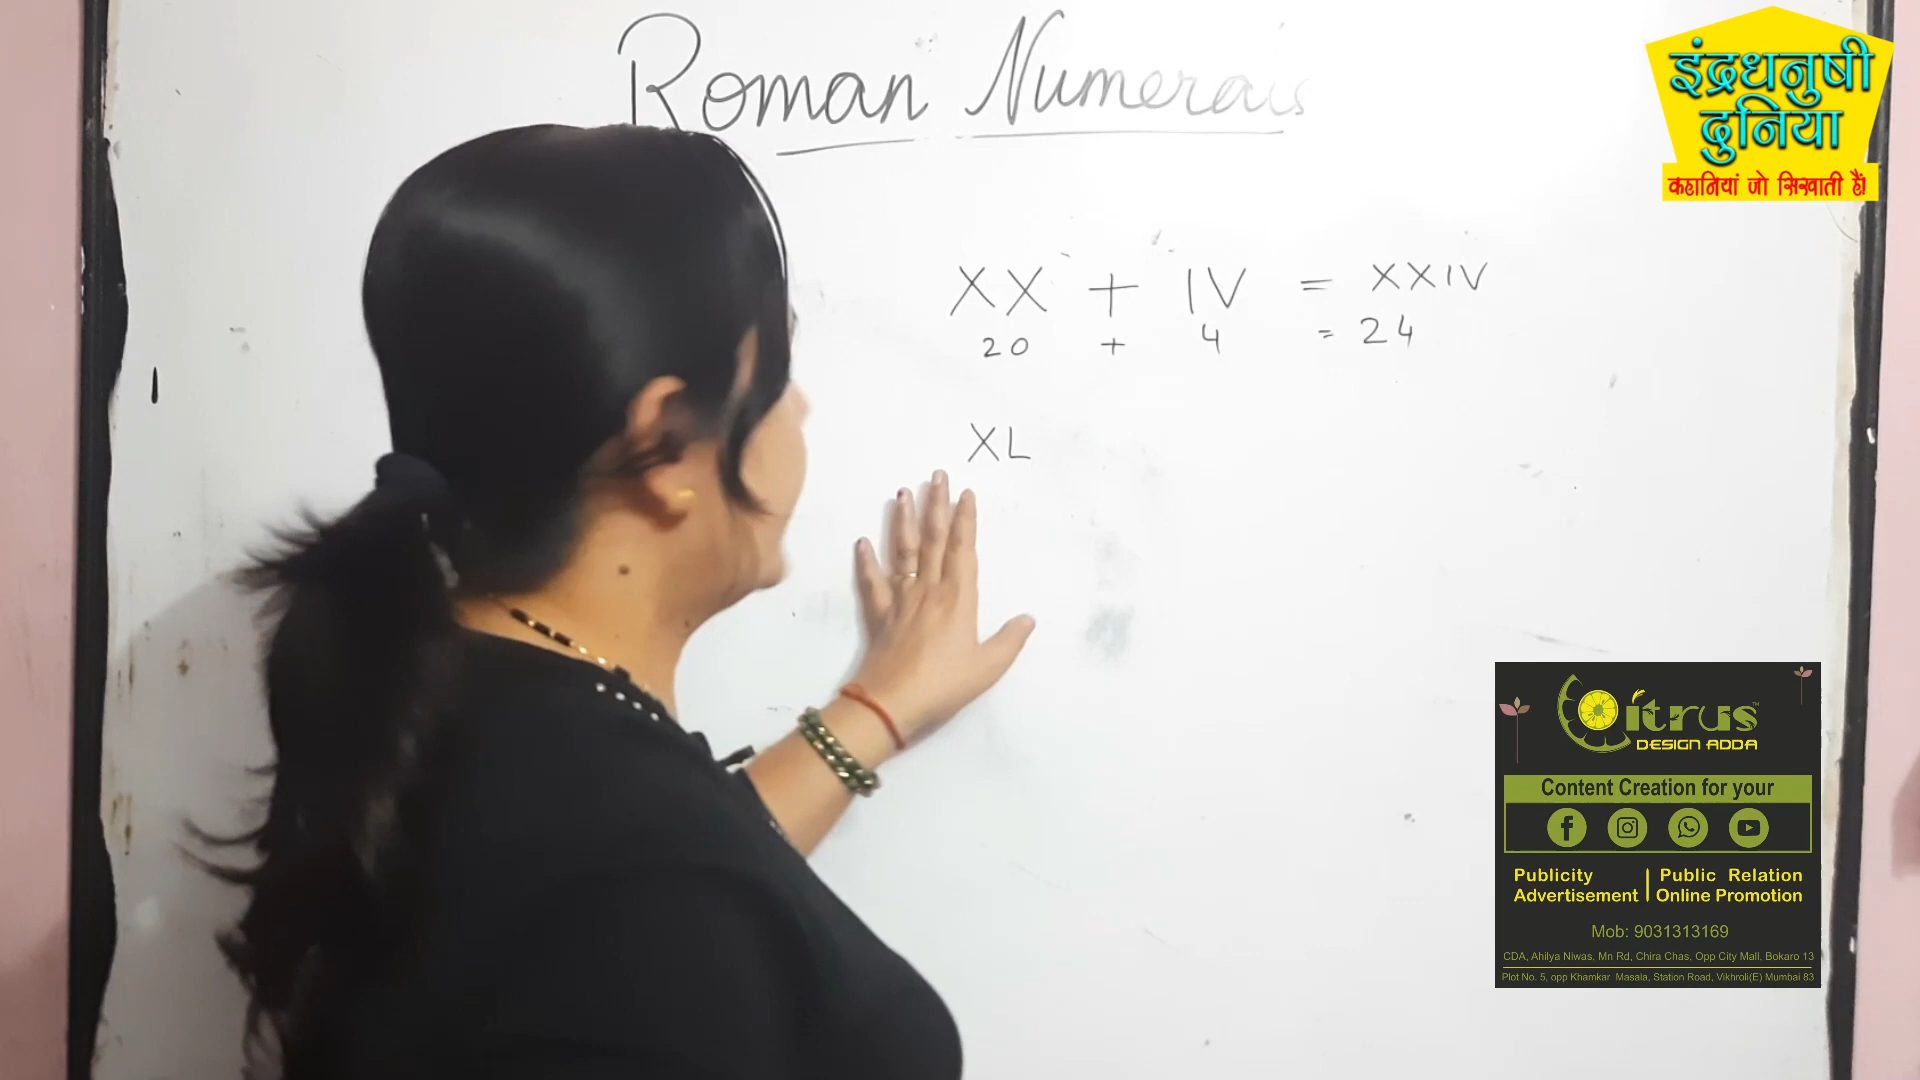 Roman Numerals
XX + IV = XXIV
20 + 4 = 24
XL
इंद्रधनुषी
दुनिया
कहानियां जो सिखाती हैं!
Citrus™
DESIGN ADDA
Content Creation for your
Publicity | Public Relation
Advertisement | Online Promotion
Mob: 9031313169
CDA, Ahilya Niwas, Mn Rd, Chira Chas, Opp City Mall, Bokaro 13
Plot No. 5, opp Khamkar Masala, Station Road, Vikhroli(E) Mumbai 83